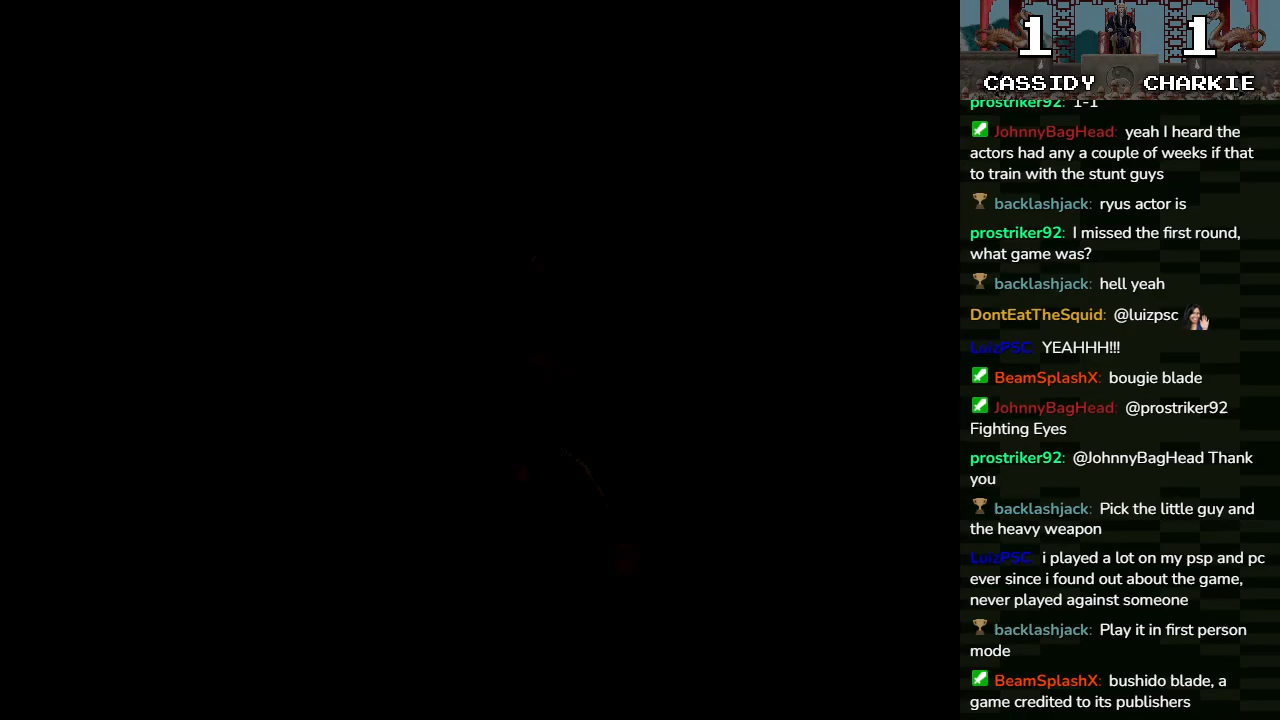 1 1
CASSIDY CHARKIE
prostriker92: 1-1
JohnnyBagHead: yeah I heard the
actors had any a couple of weeks if that
to train with the stunt guys
backlashjack: ryus actor is
prostriker92: I missed the first round,
what game was?
backlashjack: hell yeah
DontEatTheSquid: @luizpsc
LuizPSC: YEAHHH!!!
BeamSplashX: bougie blade
JohnnyBagHead: @prostriker92
Fighting Eyes
prostriker92: @JohnnyBagHead Thank
you
backlashjack: Pick the little guy and
the heavy weapon
LuizPSC: i played a lot on my psp and pc
ever since i found out about the game,
never played against someone
backlashjack: Play it in first person
mode
BeamSplashX: bushido blade, a
game credited to its publishers